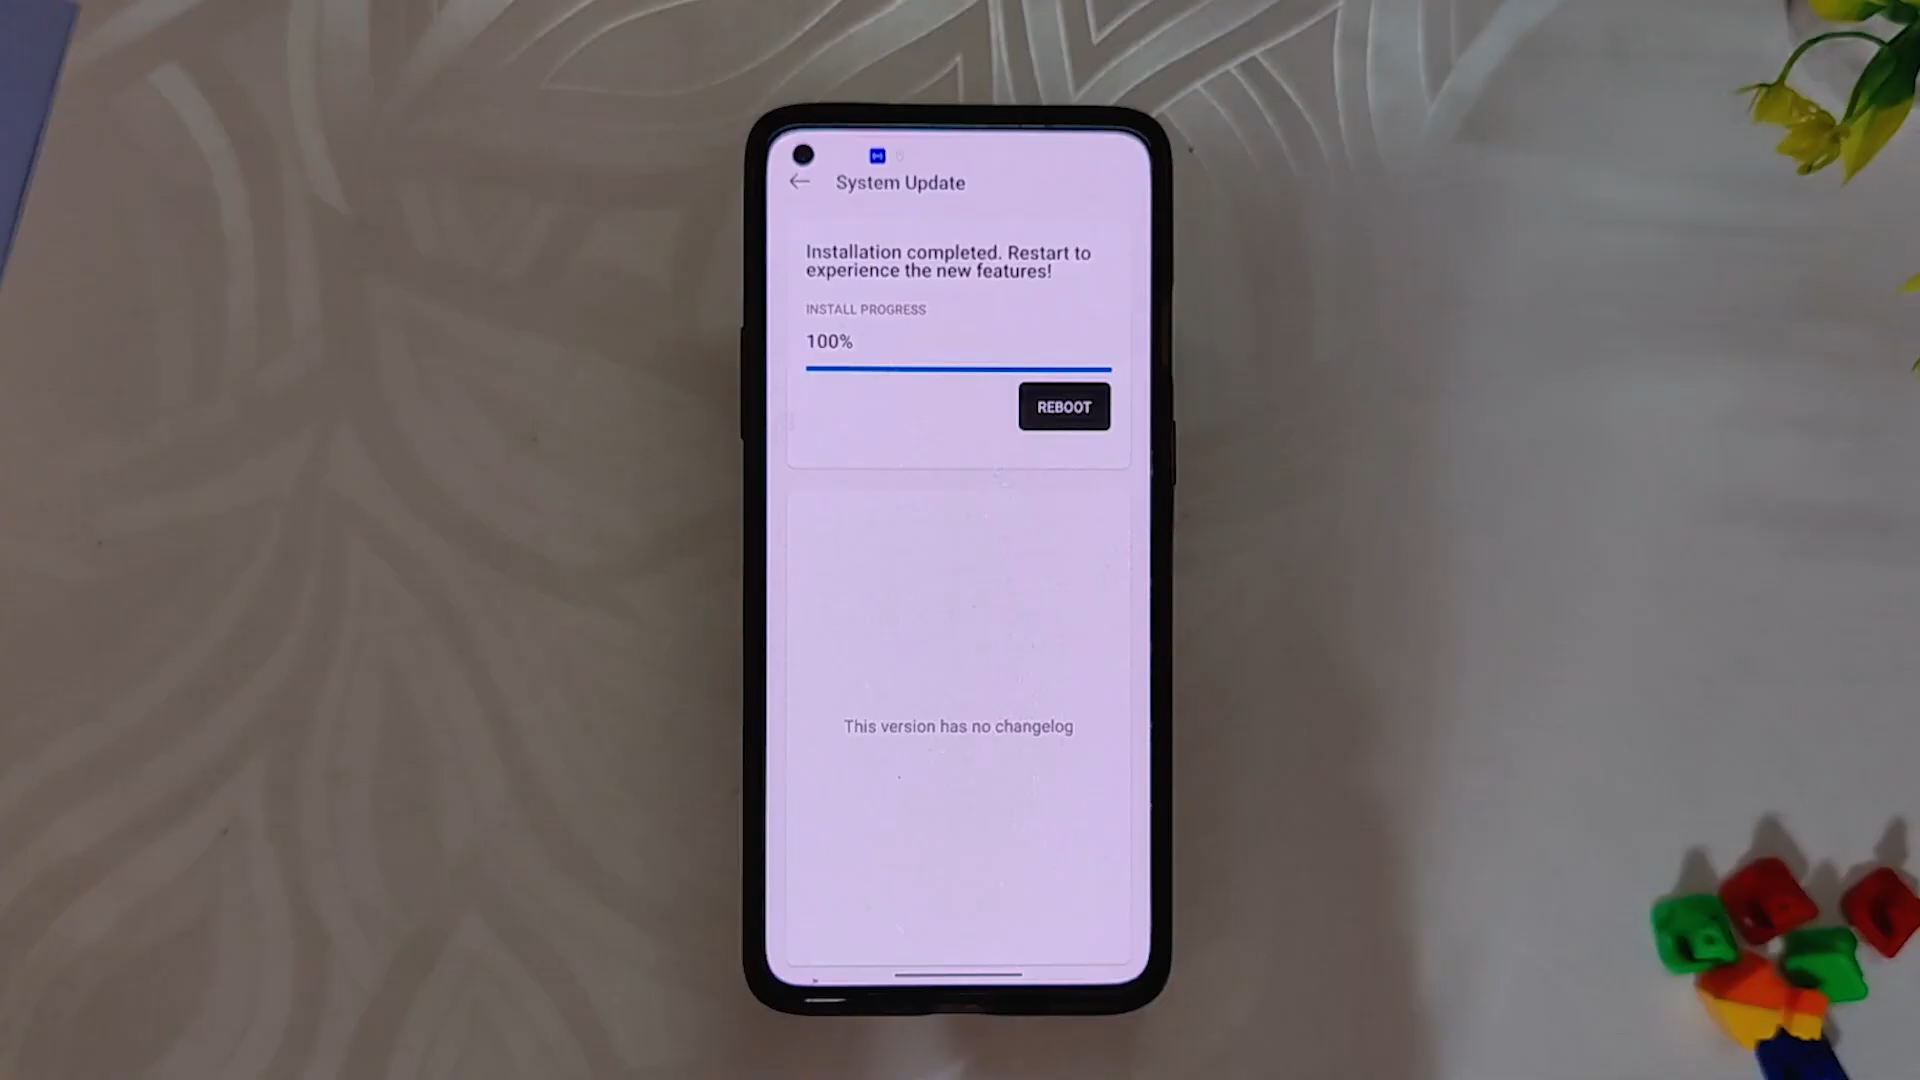 System Update
Installation completed. Restart to
experience the new features!
INSTALL PROGRESS
100%
REBOOT
This version has no changelog